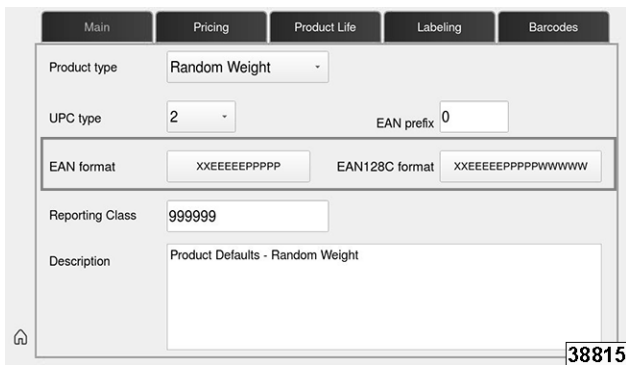 Main Pricing Product Life Labeling Barcodes
Product type Random Weight
UPC type 2 EAN prefix 0
EAN format XXEEEEEPPPPP EAN128C format XXEEEEEPPPPPWWWWW
Reporting Class 999999
Description Product Defaults - Random Weight
38815